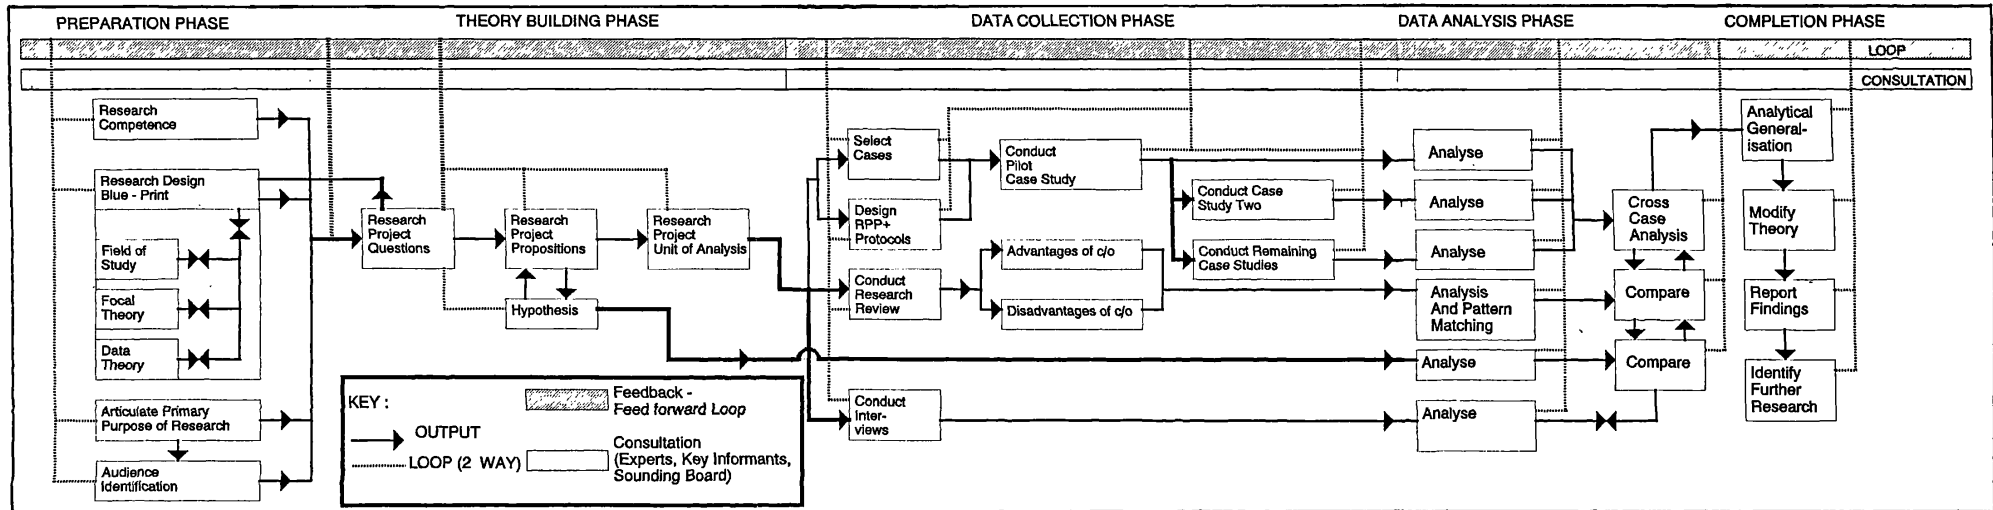 PREPARATION PHASE
THEORY BUILDING PHASE
DATA COLLECTION PHASE
DATA ANALYSIS PHASE
COMPLETION PHASE
LOOP
CONSULTATION
Research
Competence
Research Design
Blue - Print
Field of
Study
Focal
Theory
Data
Theory
Articulate Primary
Purpose of Research
Audience
Identification
Research
Project
Questions
Research
Project
Propositions
Research
Project
Unit of Analysis
Hypothesis
Select
Cases
Design
RPP+
Protocols
Conduct
Research
Review
Conduct
Inter-
views
Conduct
Pilot
Case Study
Advantages of c/o
Disadvantages of c/o
Conduct Case
Study Two
Conduct Remaining
Case Studies
Analyse
Analyse
Analyse
Analysis
And Pattern
Matching
Analyse
Analyse
Cross
Case
Analysis
Compare
Compare
Analytical
General-
isation
Modify
Theory
Report
Findings
Identify
Further
Research
KEY :
OUTPUT
LOOP (2 WAY)
Feedback -
Feed forward Loop
Consultation
(Experts, Key Informants,
Sounding Board)